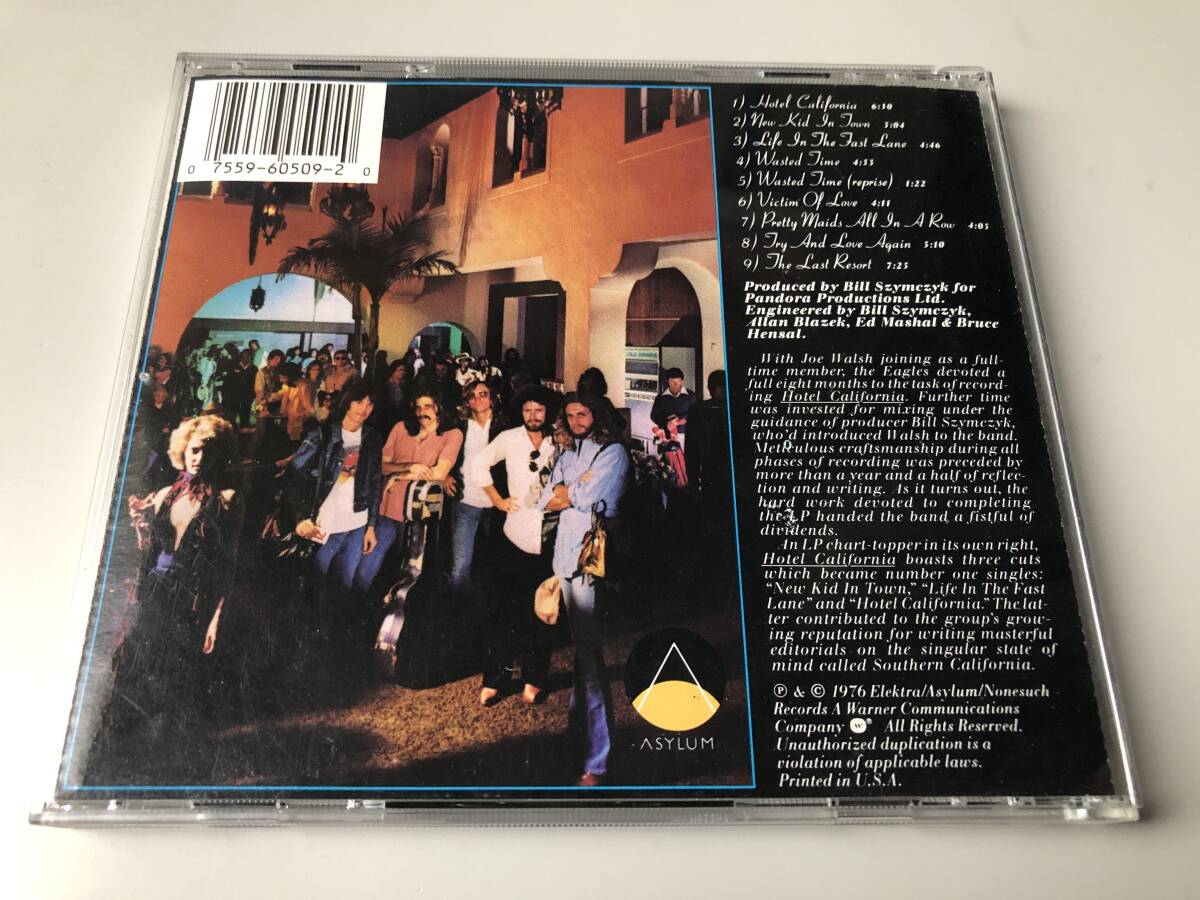 0 7559-60509-2 0
1) Hotel California 6:30
2) New Kid In Town 5:04
3) Life In The Fast Lane 4:46
4) Wasted Time 4:55
5) Wasted Time (reprise) 1:22
6) Victim Of Love 4:11
7) Pretty Maids All In A Row 4:05
8) Try And Love Again 5:10
9) The Last Resort 7:25
Produced by Bill Szymczyk for
Pandora Productions Ltd.
Engineered by Bill Szymczyk,
Allan Blazek, Ed Mashal & Bruce
Hensal.
With Joe Walsh joining as a full-
time member, the Eagles devoted a
full eight months to the task of record-
ing Hotel California. Further time
was invested for mixing under the
guidance of producer Bill Szymczyk,
who'd introduced Walsh to the band.
Meticulous craftsmanship during all
phases of recording was preceded by
more than a year and a half of reflec-
tion and writing. As it turns out, the
hard work devoted to completing
the LP handed the band a fistful of
dividends.
An LP chart-topper in its own right,
Hotel California boasts three cuts
which became number one singles:
"New Kid In Town," "Life In The Fast
Lane" and "Hotel California." The lat-
ter contributed to the group's grow-
ing reputation for writing masterful
editorials on the singular state of
mind called Southern California.
℗ & © 1976 Elektra/Asylum/Nonesuch
Records A Warner Communications
Company w® All Rights Reserved.
Unauthorized duplication is a
violation of applicable laws.
Printed in U.S.A.
ASYLUM